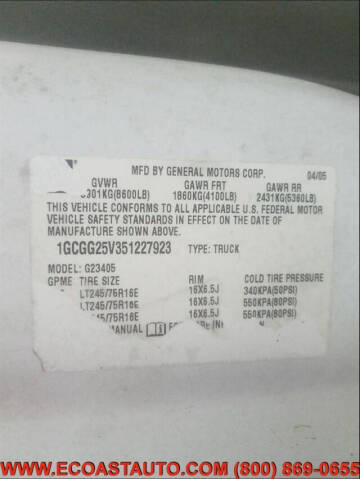 MFD BY GENERAL MOTORS CORP. 04/05
GVWR GAWR FRT GAWR RR
3901KG(8600LB) 1860KG(4100LB) 2431KG(5360LB)
THIS VEHICLE CONFORMS TO ALL APPLICABLE U.S. FEDERAL MOTOR
VEHICLE SAFETY STANDARDS IN EFFECT ON THE DATE OF
MANUFACTURE SHOWN ABOVE.
1GCGG25V351227923 TYPE: TRUCK
MODEL: G23405
GPME TIRE SIZE RIM COLD TIRE PRESSURE
LT245/75R16E 16X6.5J 340KPA(50PSI)
LT245/75R16E 16X6.5J 550KPA(80PSI)
LT245/75R16E 16X6.5J 550KPA(80PSI)
MANUAL
WWW.ECOASTAUTO.COM (800) 869-0655